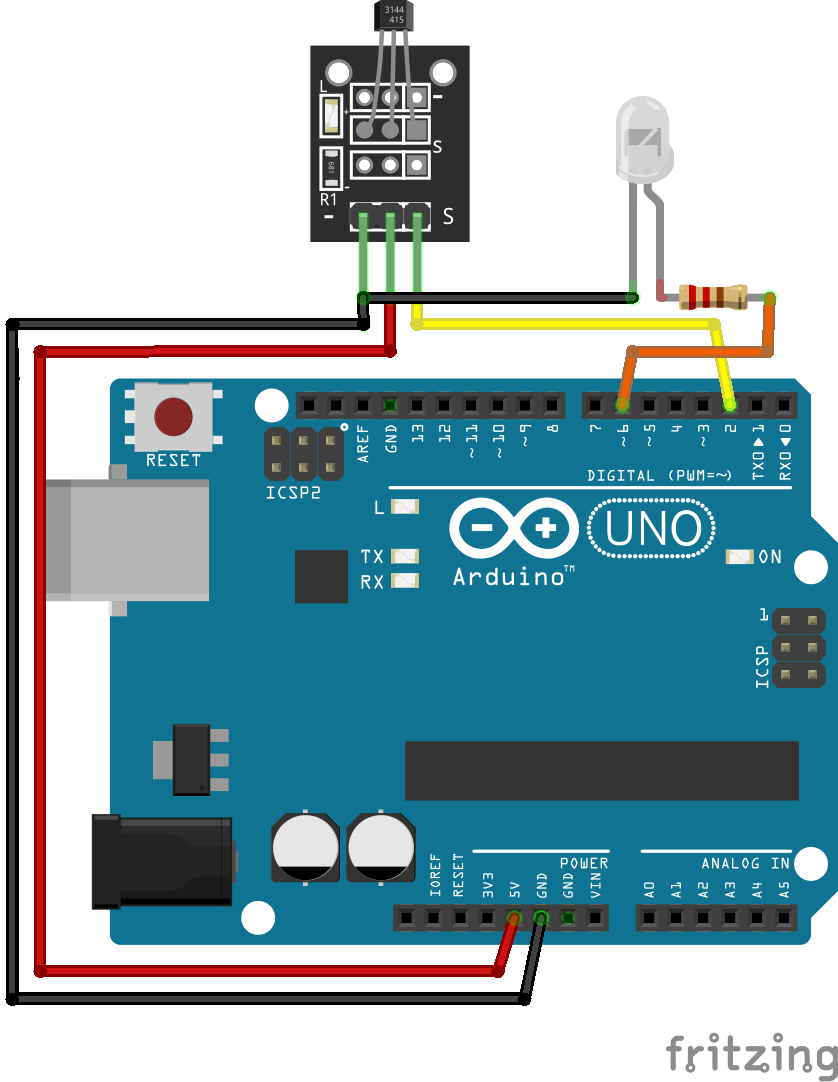 3144
415
L
+
-
S
681
-
R1
-
S
RESET
ICSP2
AREF
GND
13
12
~11
~10
~9
8
7
~6
~5
4
~3
2
TX0▶1
RX0◀0
DIGITAL (PWM=~)
L
TX
RX
UNO
Arduino™
ON
1
ICSP
POWER
ANALOG IN
IOREF
RESET
3V3
5V
GND
GND
VIN
A0
A1
A2
A3
A4
A5
fritzing